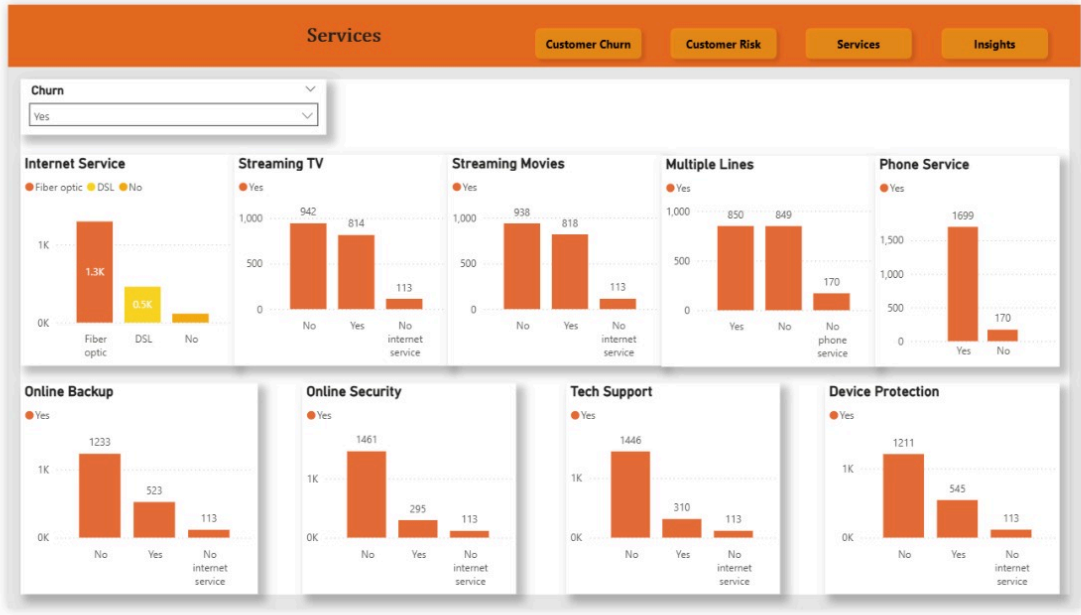 Services
Customer Churn
Customer Risk
Services
Insights
Churn
Yes
Internet Service
Fiber optic DSL No
1K
0K
1.3K
0.5K
Fiber
optic
DSL
No
Streaming TV
Yes
1,000
500
0
942
814
113
No
Yes
No
internet
service
Streaming Movies
Yes
1,000
500
0
938
818
113
No
Yes
No
internet
service
Multiple Lines
Yes
1,000
500
0
850
849
170
Yes
No
No
phone
service
Phone Service
Yes
1,500
1,000
500
0
1699
170
Yes
No
Online Backup
Yes
1K
0K
1233
523
113
No
Yes
No
internet
service
Online Security
Yes
1K
0K
1461
295
113
No
Yes
No
internet
service
Tech Support
Yes
1K
0K
1446
310
113
No
Yes
No
internet
service
Device Protection
Yes
1K
0K
1211
545
113
No
Yes
No
internet
service